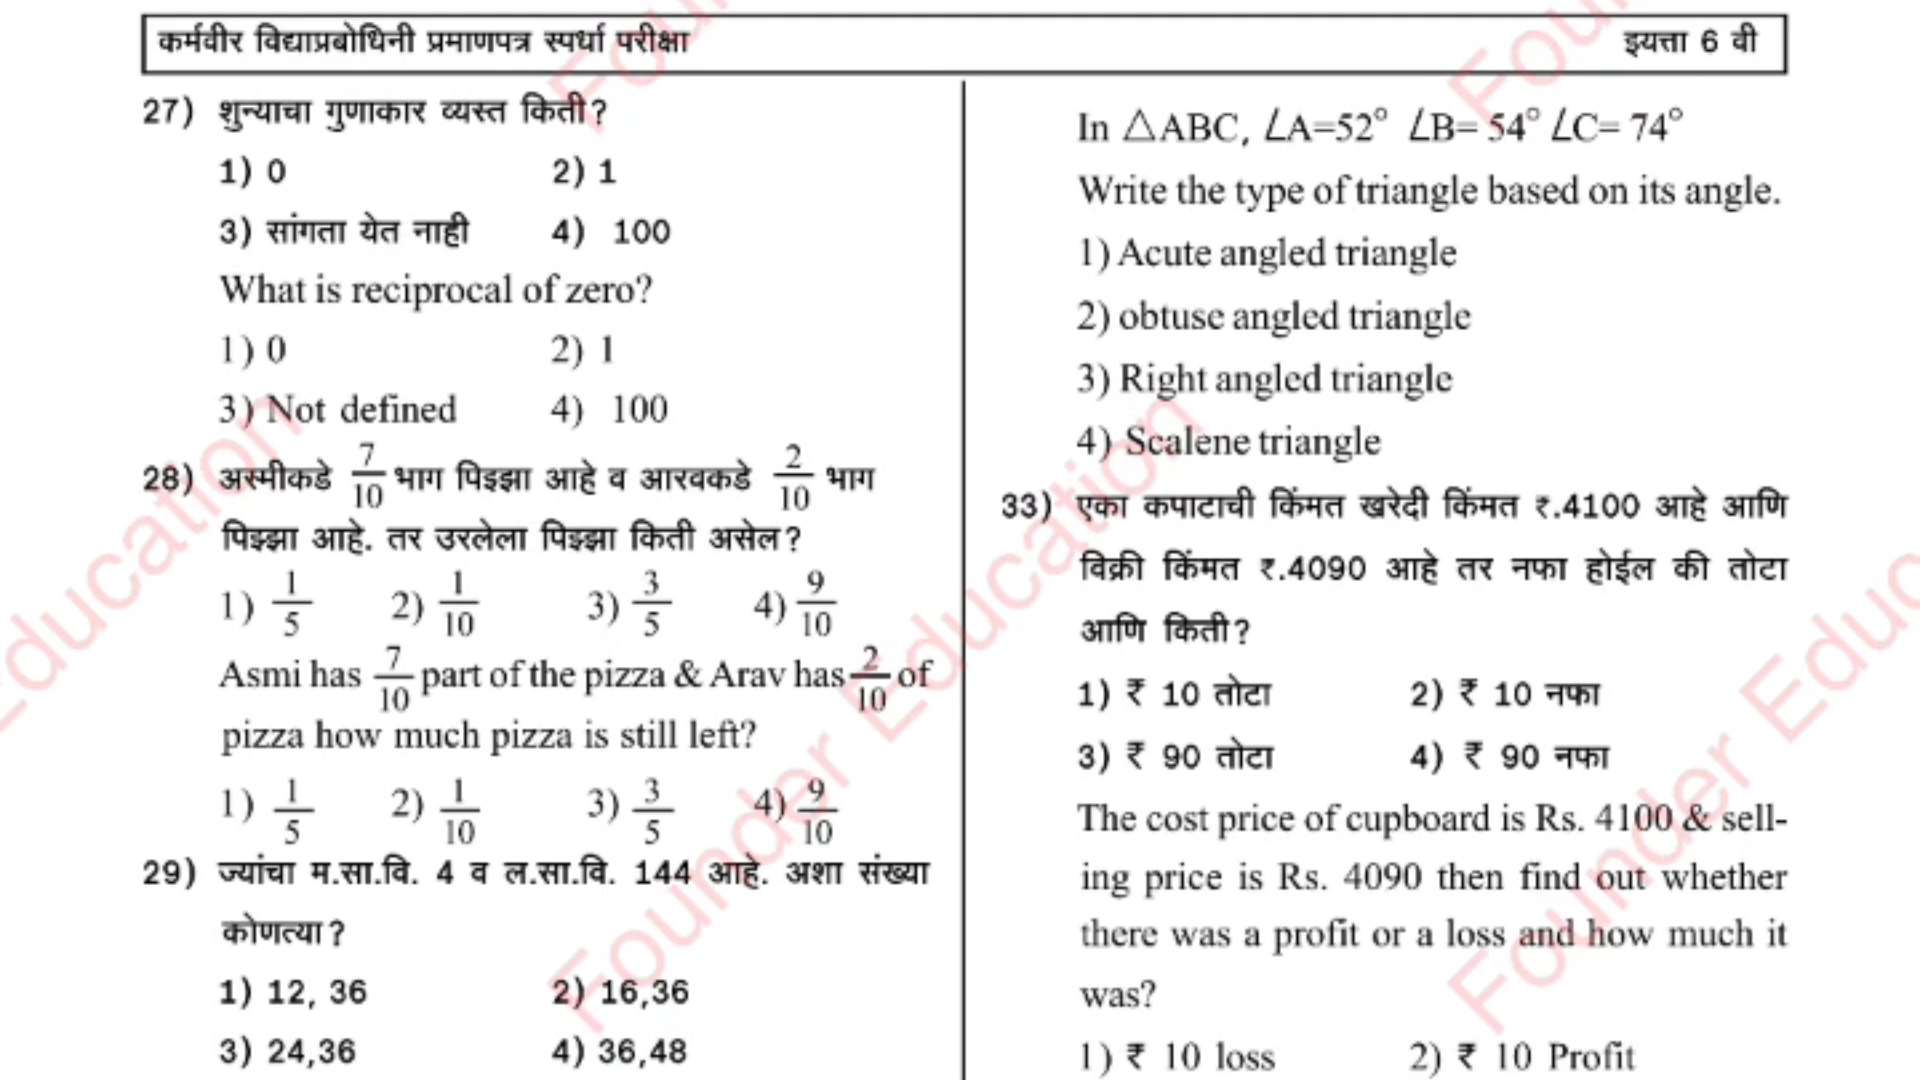 कर्मवीर विद्याप्रबोधिनी प्रमाणपत्र स्पर्धा परीक्षा इयत्ता 6 वी
27) शुन्याचा गुणाकार व्यस्त किती?
1) 0 2) 1
3) सांगता येत नाही 4) 100
What is reciprocal of zero?
1) 0 2) 1
3) Not defined 4) 100
28) अस्मीकडे 7/10 भाग पिझ्झा आहे व आरवकडे 2/10 भाग
पिझ्झा आहे. तर उरलेला पिझ्झा किती असेल?
1) 1/5 2) 1/10 3) 3/5 4) 9/10
Asmi has 7/10 part of the pizza & Arav has 2/10 of
pizza how much pizza is still left?
1) 1/5 2) 1/10 3) 3/5 4) 9/10
29) ज्यांचा म.सा.वि. 4 व ल.सा.वि. 144 आहे. अशा संख्या
कोणत्या?
1) 12, 36 2) 16,36
3) 24,36 4) 36,48
In △ABC, ∠A=52° ∠B= 54° ∠C= 74°
Write the type of triangle based on its angle.
1) Acute angled triangle
2) obtuse angled triangle
3) Right angled triangle
4) Scalene triangle
33) एका कपाटाची किंमत खरेदी किंमत ₹.4100 आहे आणि
विक्री किंमत ₹.4090 आहे तर नफा होईल की तोटा
आणि किती?
1) ₹ 10 तोटा 2) ₹ 10 नफा
3) ₹ 90 तोटा 4) ₹ 90 नफा
The cost price of cupboard is Rs. 4100 & sell-
ing price is Rs. 4090 then find out whether
there was a profit or a loss and how much it
was?
1) ₹ 10 loss 2) ₹ 10 Profit
Founder Education
Founder Education